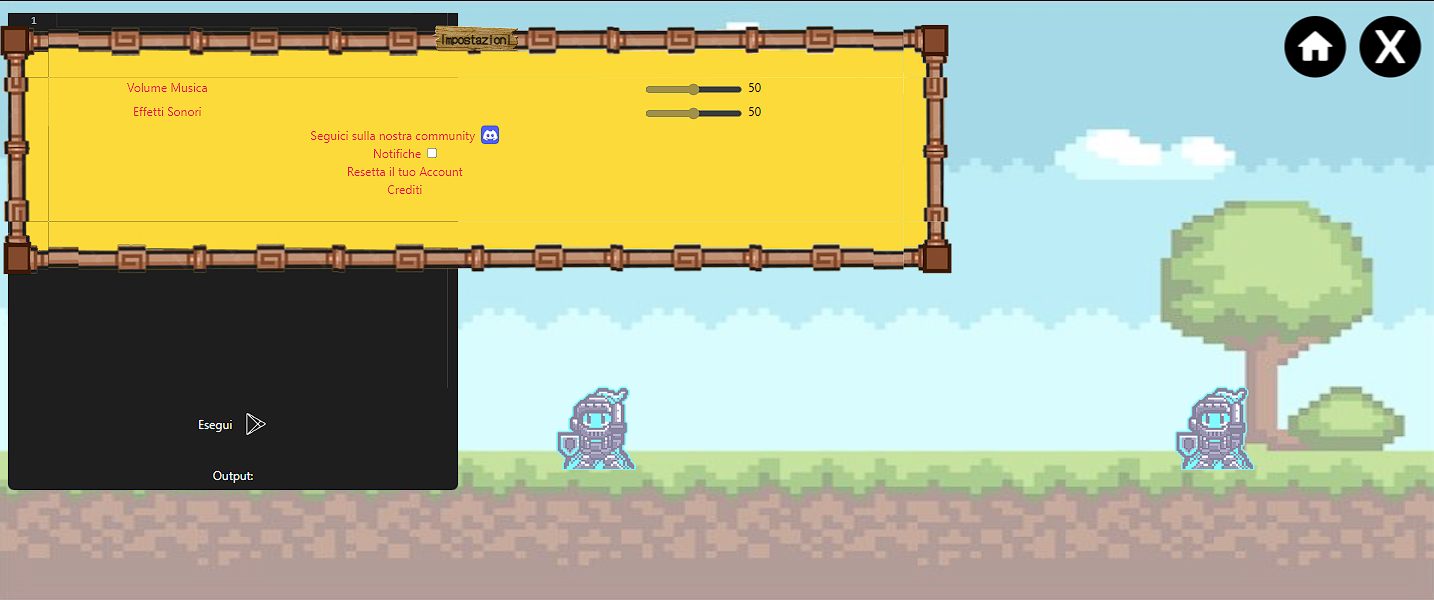 1
Impostazioni
Volume Musica 50
Effetti Sonori 50
Seguici sulla nostra community
Notifiche
Resetta il tuo Account
Crediti
Esegui
Output:
X